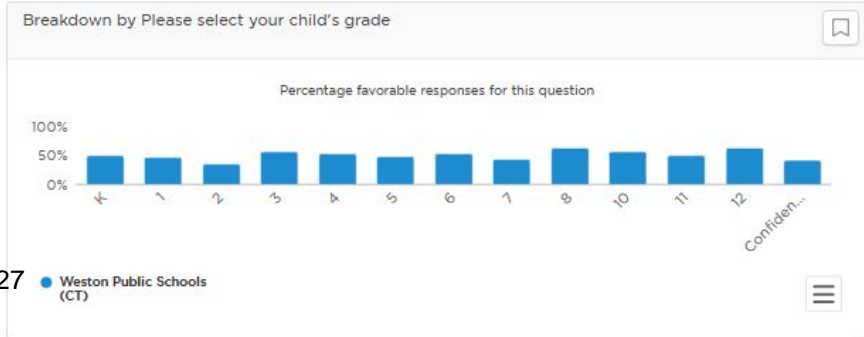 Breakdown by Please select your child's grade
Percentage favorable responses for this question
100%
50%
0%
K 1 2 3 4 5 6 7 8 10 11 12 Confiden...
27
Weston Public Schools
(CT)